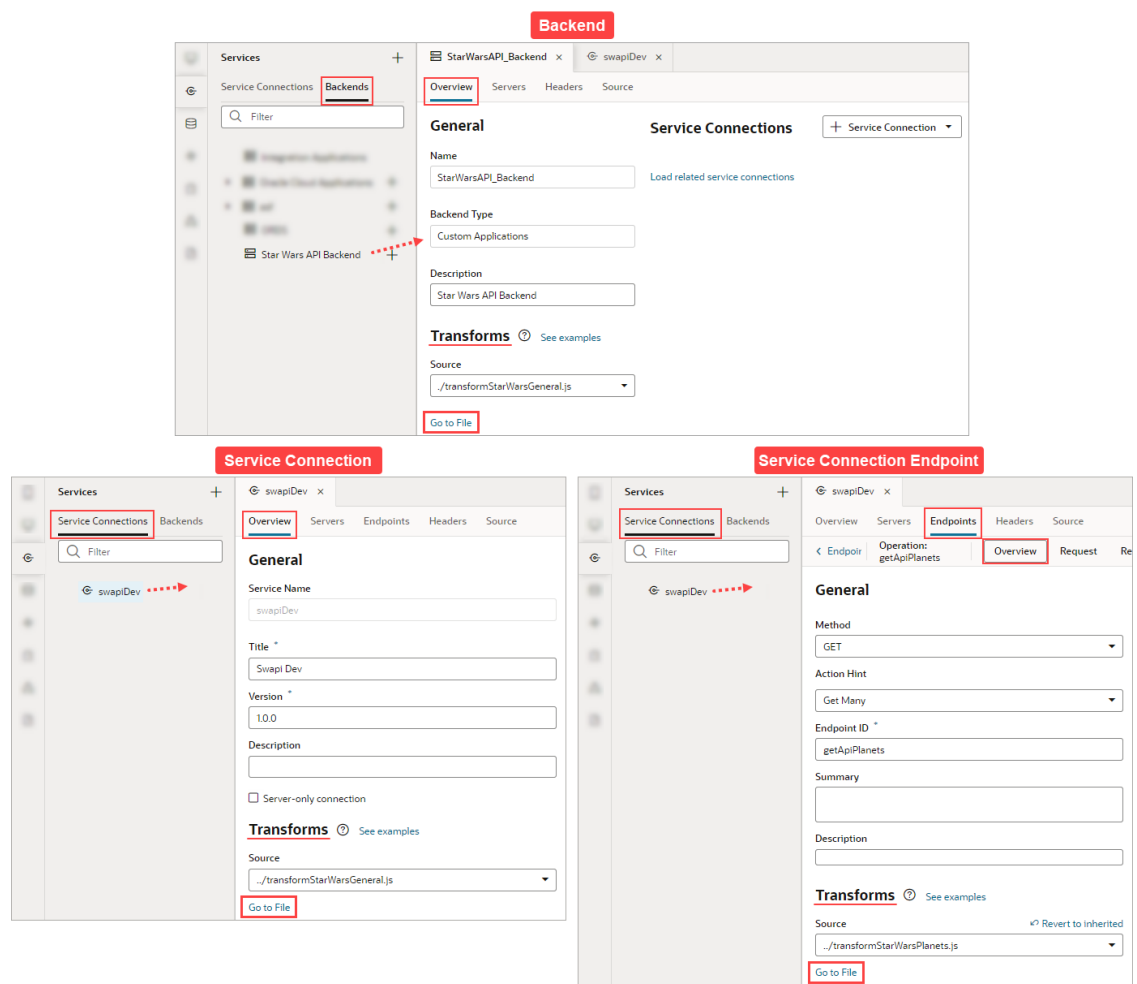 Backend
Services
Service Connections Backends
Filter
Star Wars API Backend
StarWarsAPI_Backend
swapiDev
Overview Servers Headers Source
General
Name
StarWarsAPI_Backend
Backend Type
Custom Applications
Description
Star Wars API Backend
Transforms See examples
Source
./transformStarWarsGeneral.js
Go to File
Service Connections
Service Connection
Load related service connections
Service Connection
Services
Service Connections Backends
Filter
swapiDev
swapiDev
Overview Servers Endpoints Headers Source
General
Service Name
swapiDev
Title *
Swapi Dev
Version *
1.0.0
Description
Server-only connection
Transforms See examples
Source
../transformStarWarsGeneral.js
Go to File
Service Connection Endpoint
Services
Service Connections Backends
Filter
swapiDev
swapiDev
Overview Servers Endpoints Headers Source
< Endpoir
Operation:
getApiPlanets
Overview Request Re
General
Method
GET
Action Hint
Get Many
Endpoint ID *
getApiPlanets
Summary
Description
Transforms See examples
Source Revert to inherited
../transformStarWarsPlanets.js
Go to File